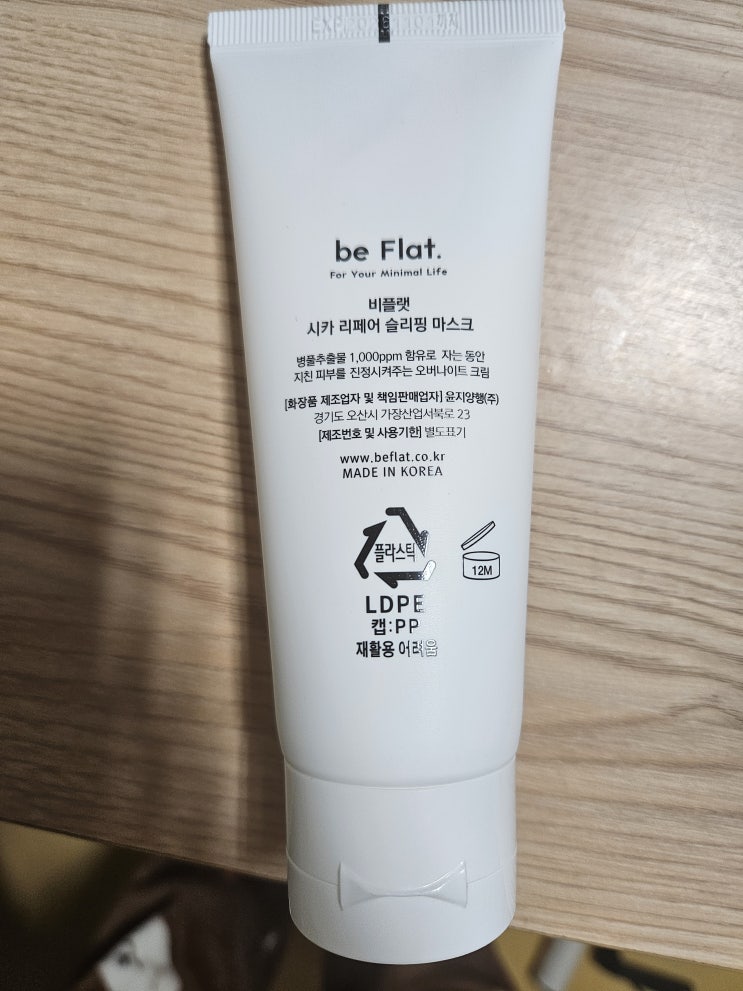 be Flat.
For Your Minimal Life
비플랫
시카 리페어 슬리핑 마스크
병풀추출물 1,000ppm 함유로 자는 동안
지친 피부를 진정시켜주는 오버나이트 크림
[화장품 제조업자 및 책임판매업자] 윤지양행(주)
경기도 오산시 가장산업서북로 23
[제조번호 및 사용기한] 별도표기
www.beflat.co.kr
MADE IN KOREA
플라스틱
12M
LDPE
캡:PP
재활용 어려움